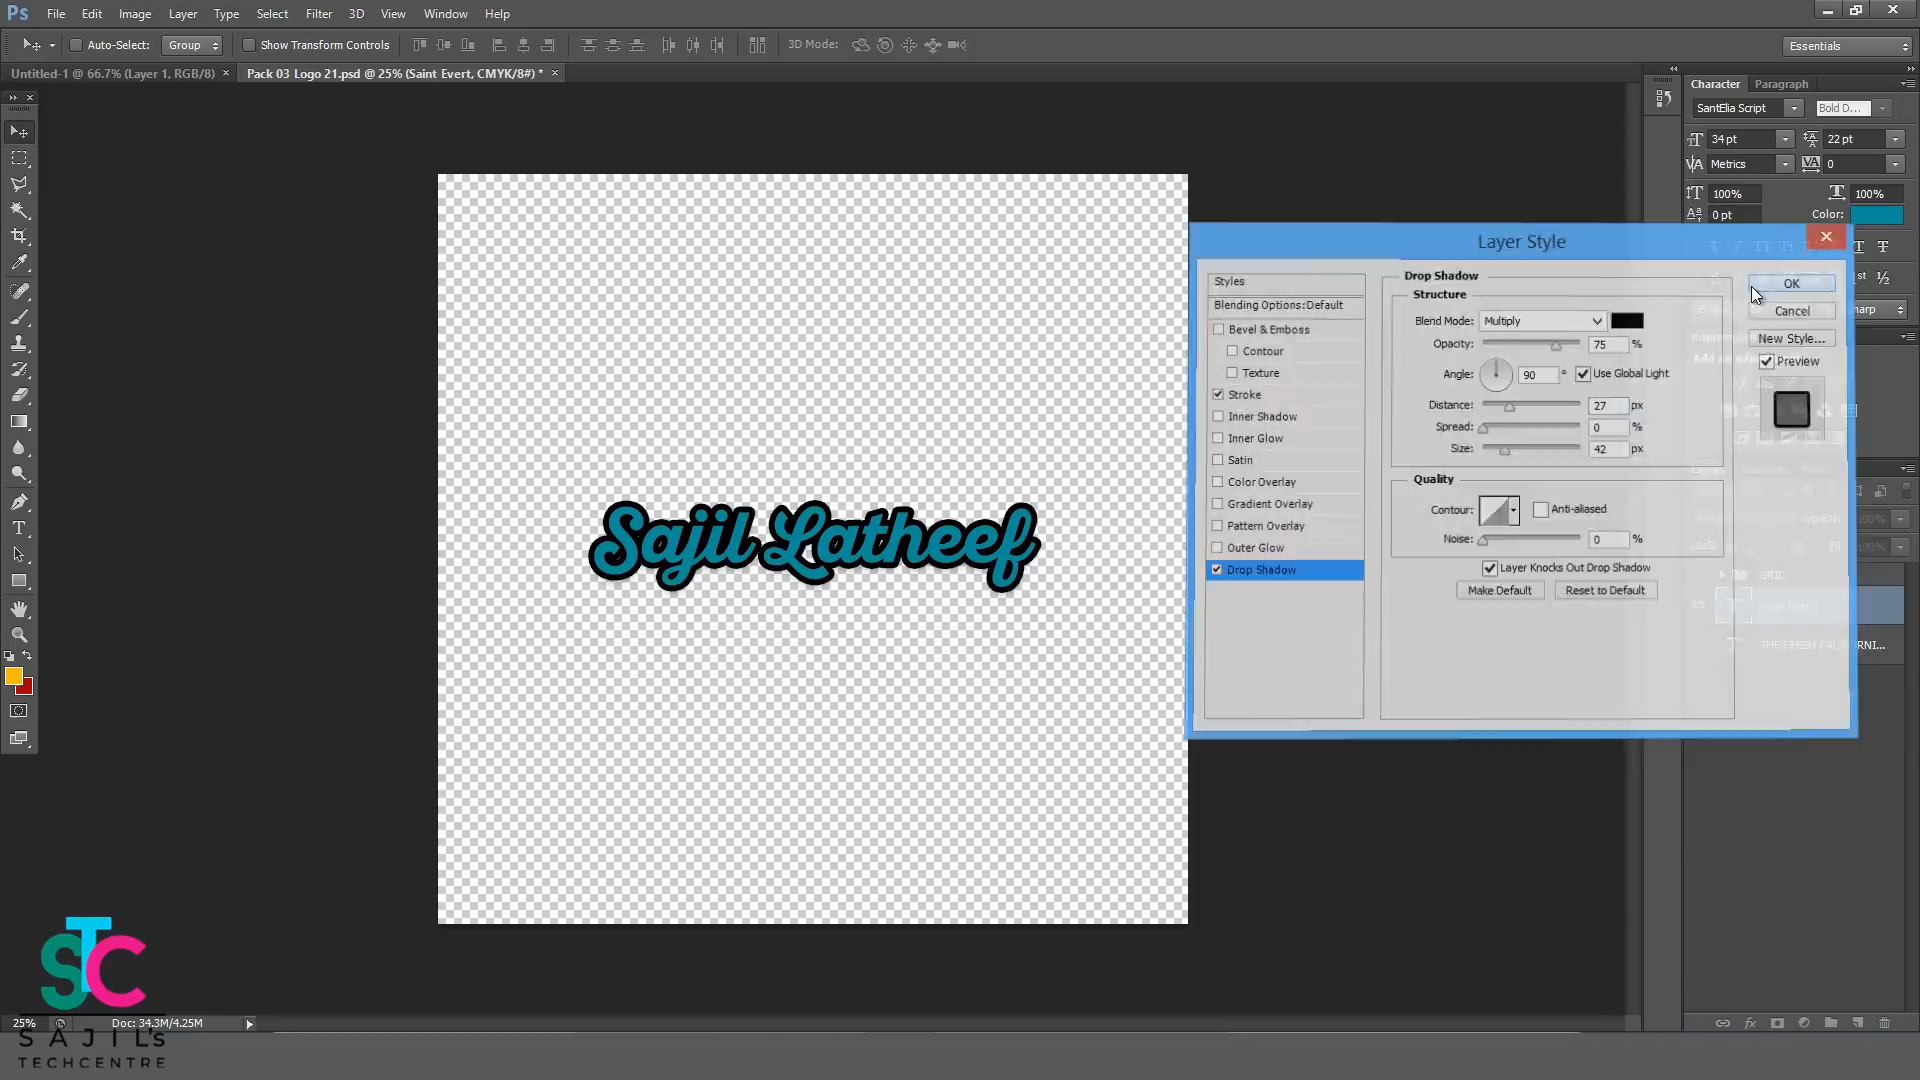 Ps File Edit Image Layer Type Select Filter 3D View Window Help
Auto-Select: Group Show Transform Controls 3D Mode: Essentials
Untitled-1 @ 66.7% (Layer 1, RGB/8) × Pack 03 Logo 21.psd @ 25% (Saint Evert, CMYK/8#) * ×
Character Paragraph
SantElia Script Bold D...
34 pt 22 pt
Metrics 0
100% 100%
0 pt Color:
Layer Style
Styles
Blending Options:Default
Bevel & Emboss
Contour
Texture
Stroke
Inner Shadow
Inner Glow
Satin
Color Overlay
Gradient Overlay
Pattern Overlay
Outer Glow
Drop Shadow
Drop Shadow
Structure
Blend Mode: Multiply
Opacity: 75 %
Angle: 90 ° Use Global Light
Distance: 27 px
Spread: 0 %
Size: 42 px
Quality
Contour: Anti-aliased
Noise: 0 %
Layer Knocks Out Drop Shadow
Make Default Reset to Default
OK
Cancel
New Style...
Preview
Sajil Latheef
STC
SAJIL's
TECHCENTRE
25% Doc: 34.3M/4.25M